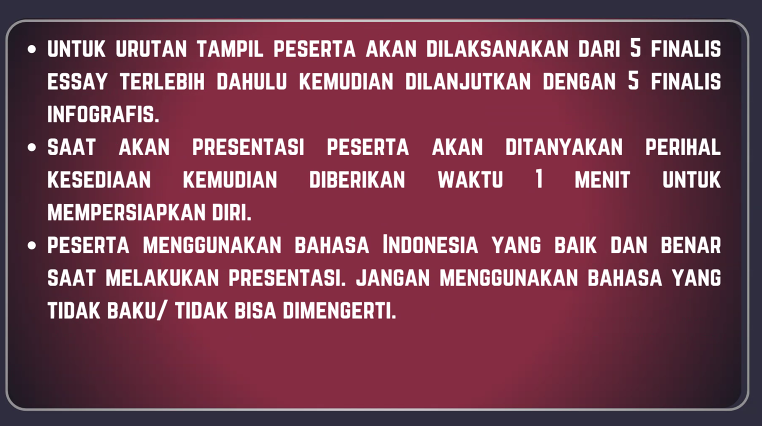 • UNTUK URUTAN TAMPIL PESERTA AKAN DILAKSANAKAN DARI 5 FINALIS
ESSAY TERLEBIH DAHULU KEMUDIAN DILANJUTKAN DENGAN 5 FINALIS
INFOGRAFIS.
• SAAT AKAN PRESENTASI PESERTA AKAN DITANYAKAN PERIHAL
KESEDIAAN KEMUDIAN DIBERIKAN WAKTU 1 MENIT UNTUK
MEMPERSIAPKAN DIRI.
• PESERTA MENGGUNAKAN BAHASA INDONESIA YANG BAIK DAN BENAR
SAAT MELAKUKAN PRESENTASI. JANGAN MENGGUNAKAN BAHASA YANG
TIDAK BAKU/ TIDAK BISA DIMENGERTI.